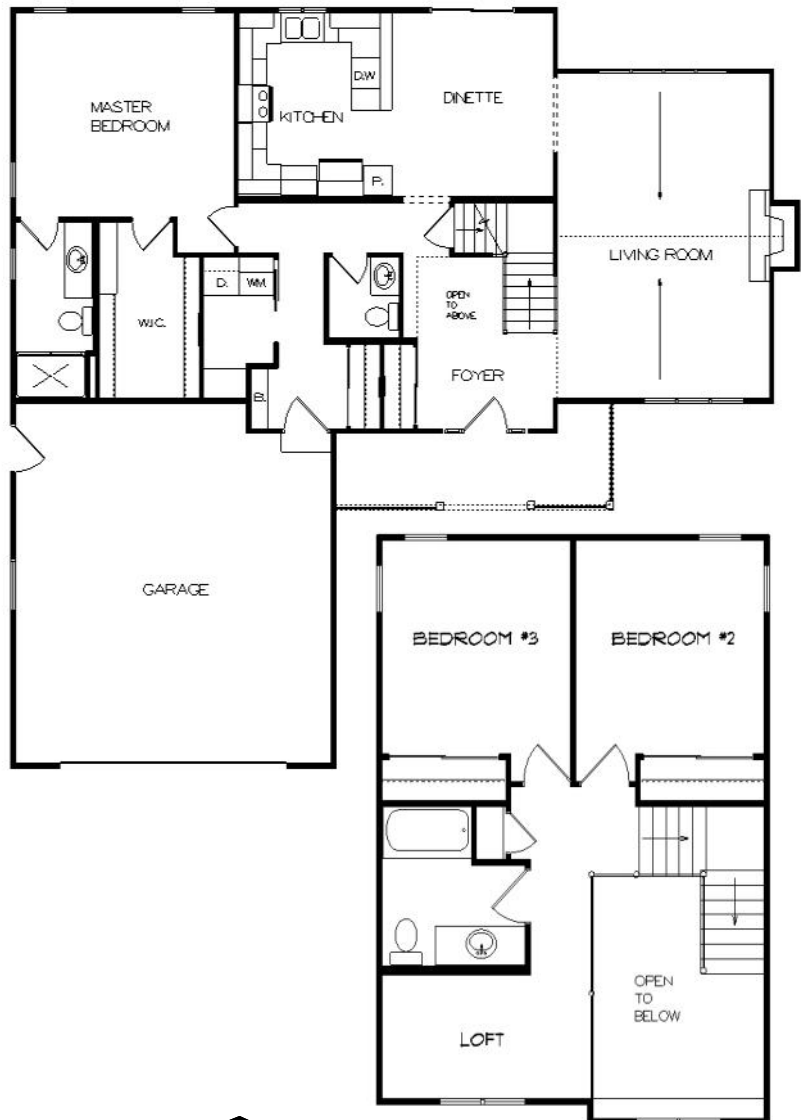 MASTER
BEDROOM
KITCHEN
D.W
DINETTE
P.
LIVING ROOM
W.I.C.
D.
W.M.
OPEN
TO
ABOVE
FOYER
B.
GARAGE
BEDROOM #3
BEDROOM #2
OPEN
TO
BELOW
LOFT